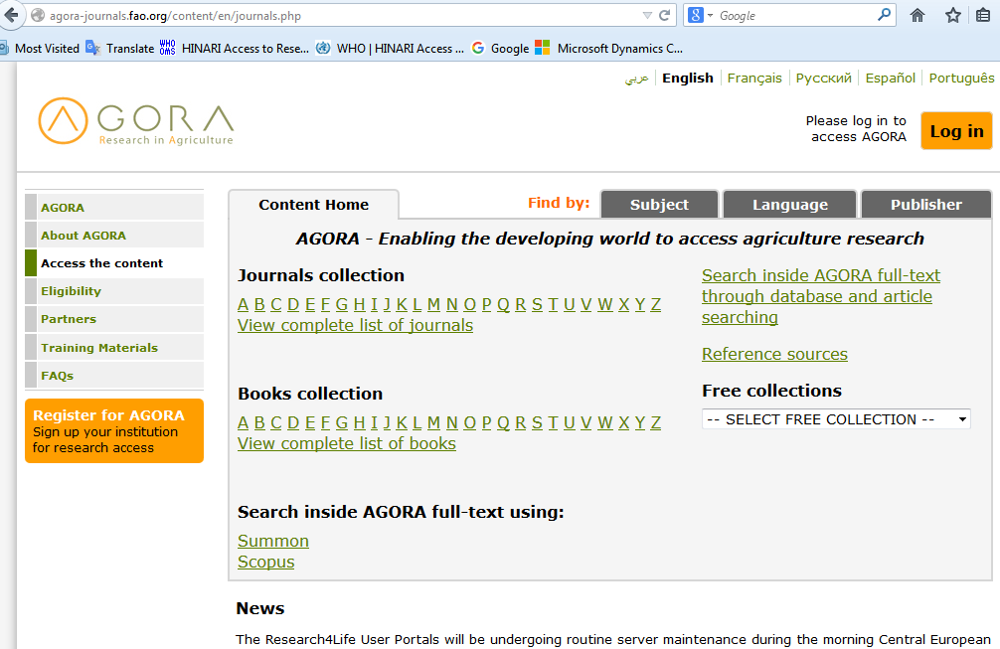 agora-journals.fao.org/content/en/journals.php
Google
Most Visited
Translate
HINARI Access to Rese...
WHO | HINARI Access ...
Google
Microsoft Dynamics C...
عربي
English
Français
Русский
Español
Português
AGORA
Research in Agriculture
Please log in to
access AGORA
Log in
AGORA
About AGORA
Access the content
Eligibility
Partners
Training Materials
FAQs
Register for AGORA
Sign up your institution
for research access
Content Home
Find by:
Subject
Language
Publisher
AGORA - Enabling the developing world to access agriculture research
Journals collection
A B C D E F G H I J K L M N O P Q R S T U V W X Y Z
View complete list of journals
Search inside AGORA full-text
through database and article
searching
Reference sources
Books collection
A B C D E F G H I J K L M N O P Q R S T U V W X Y Z
View complete list of books
Free collections
-- SELECT FREE COLLECTION --
Search inside AGORA full-text using:
Summon
Scopus
News
The Research4Life User Portals will be undergoing routine server maintenance during the morning Central European